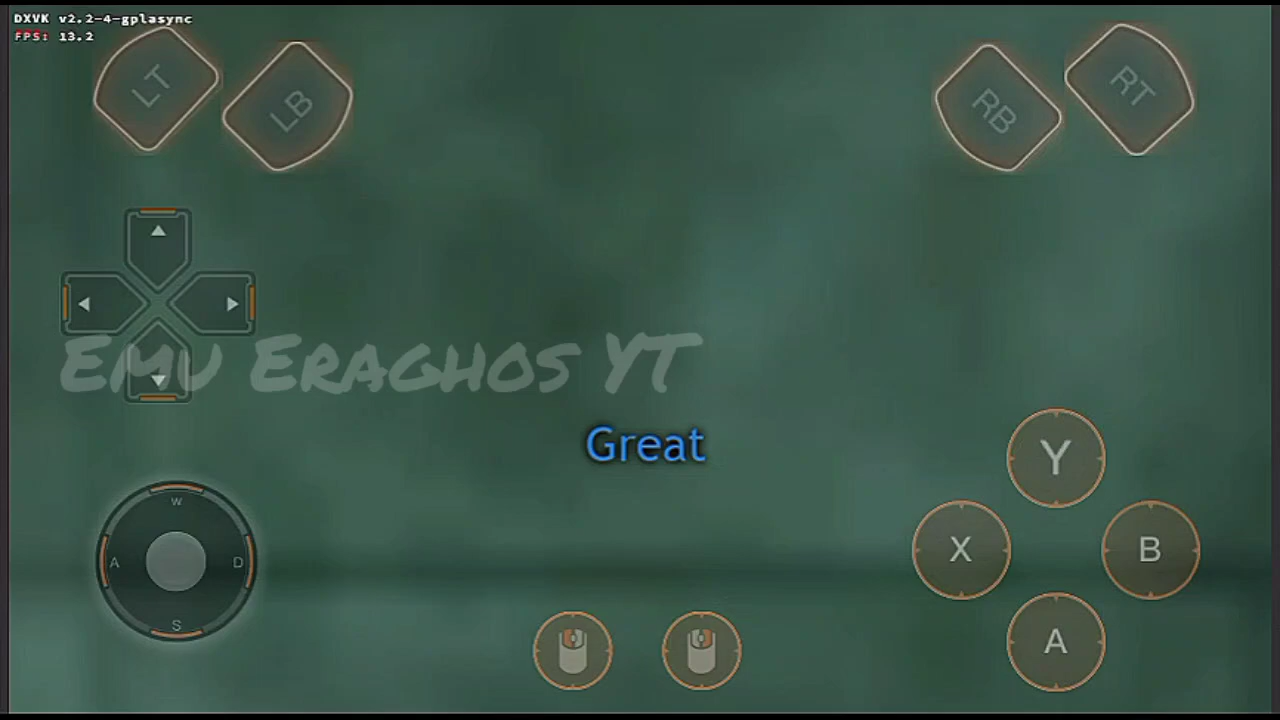 DXVK v2.2-4-gplasync
FPS: 13.2
LT
LB
RB
RT
EMU ERAGHOS YT
Great
W
A
D
S
Y
X
B
A